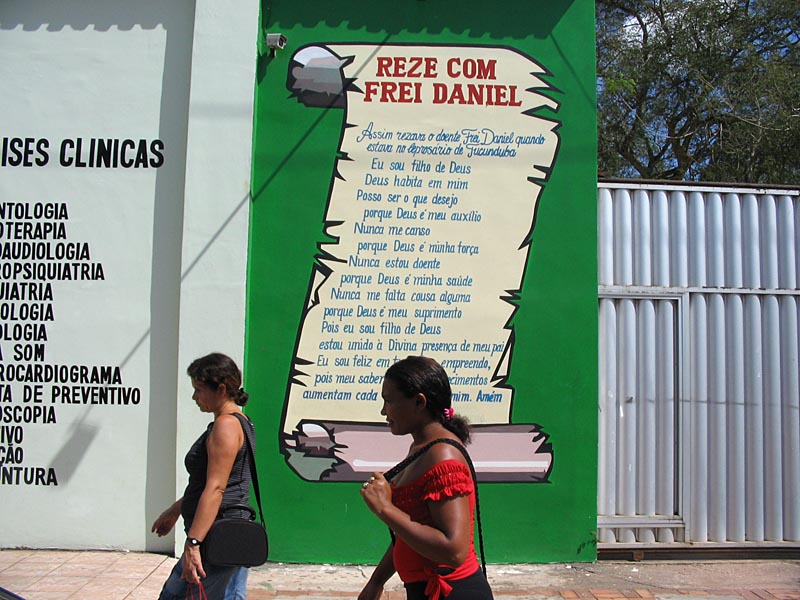 ISES CLINICAS
NTOLOGIA
OTERAPIA
OAUDIOLOGIA
ROPSIQUIATRIA
UIATRIA
OLOGIA
OLOGIA
A SOM
ROCARDIOGRAMA
TA DE PREVENTIVO
OSCOPIA
IVO
ÇÃO
UNTURA
REZE COM
FREI DANIEL
Assim rezava o doente Frei Daniel quando
estava no leprosário de Tucunduba
Eu sou filho de Deus
Deus habita em mim
Posso ser o que desejo
porque Deus é meu auxílio
Nunca me canso
porque Deus é minha força
Nunca estou doente
porque Deus é minha saúde
Nunca me falta cousa alguma
porque Deus é meu suprimento
Pois eu sou filho de Deus
estou unido à Divina presença de meu pai
Eu sou feliz em empreendo,
pois meu saber cimentos
aumentam cada mim. Amém